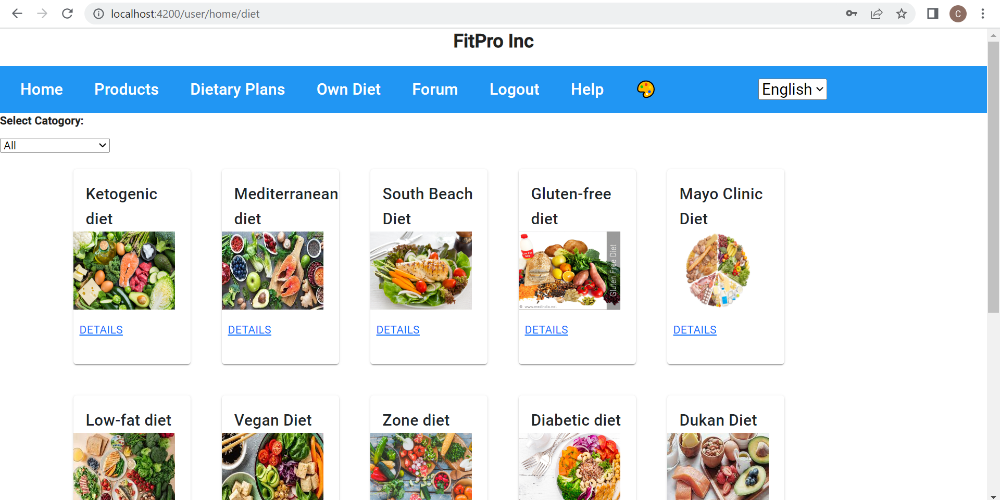 localhost:4200/user/home/diet
C
FitPro Inc
Home Products Dietary Plans Own Diet Forum Logout Help English
Select Catogory:
All
Ketogenic
diet
Mediterranean
diet
South Beach
Diet
Gluten-free
diet
Mayo Clinic
Diet
Low Fat
Milk
Gluten Free Diet
© www.medindia.net
DETAILS DETAILS DETAILS DETAILS DETAILS
Low-fat diet
Vegan Diet
Zone diet
Diabetic diet
Dukan Diet